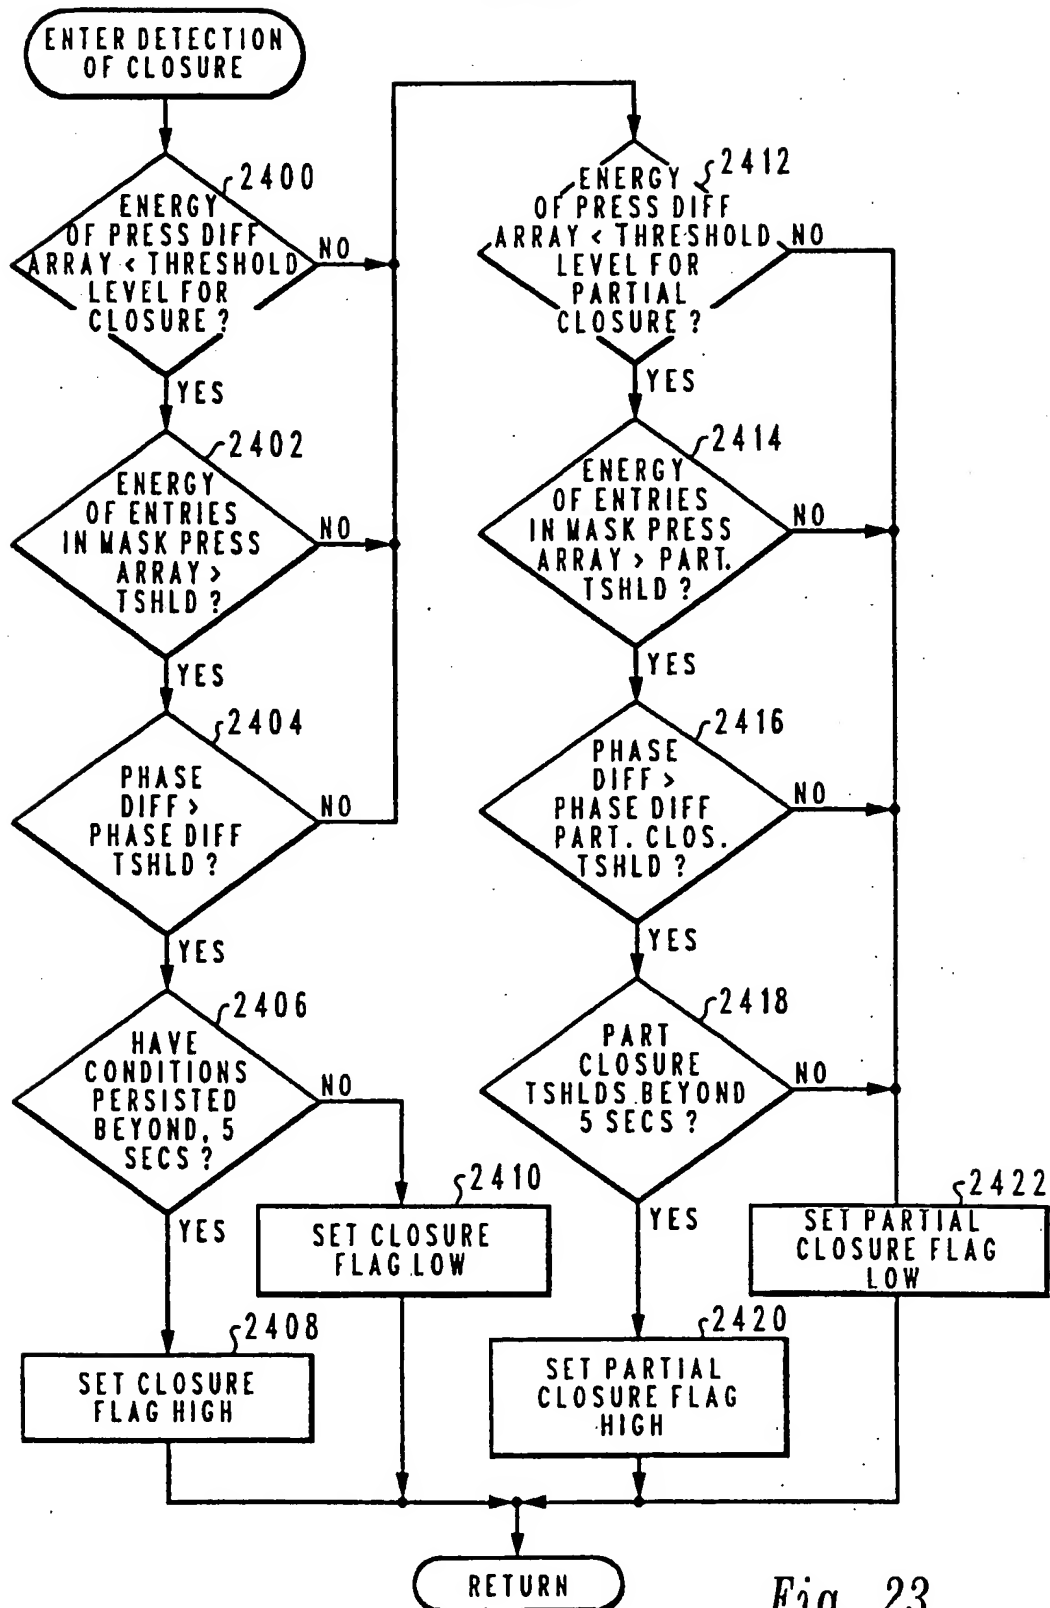 ENTER DETECTION
OF CLOSURE
2400
ENERGY
OF PRESS DIFF
ARRAY < THRESHOLD
LEVEL FOR
CLOSURE ?
NO
YES
2402
ENERGY
OF ENTRIES
IN MASK PRESS
ARRAY >
TSHLD ?
NO
YES
2404
PHASE
DIFF >
PHASE DIFF
TSHLD ?
NO
YES
2406
HAVE
CONDITIONS
PERSISTED
BEYOND, 5
SECS ?
NO
YES
2410
SET CLOSURE
FLAG LOW
2408
SET CLOSURE
FLAG HIGH
2412
ENERGY
OF PRESS DIFF
ARRAY < THRESHOLD
LEVEL FOR
PARTIAL
CLOSURE ?
NO
YES
2414
ENERGY
OF ENTRIES
IN MASK PRESS
ARRAY > PART.
TSHLD ?
NO
YES
2416
PHASE
DIFF >
PHASE DIFF
PART. CLOS.
TSHLD ?
NO
YES
2418
PART
CLOSURE
TSHLDS BEYOND
5 SECS ?
NO
YES
2422
SET PARTIAL
CLOSURE FLAG
LOW
2420
SET PARTIAL
CLOSURE FLAG
HIGH
RETURN
Fig. 23